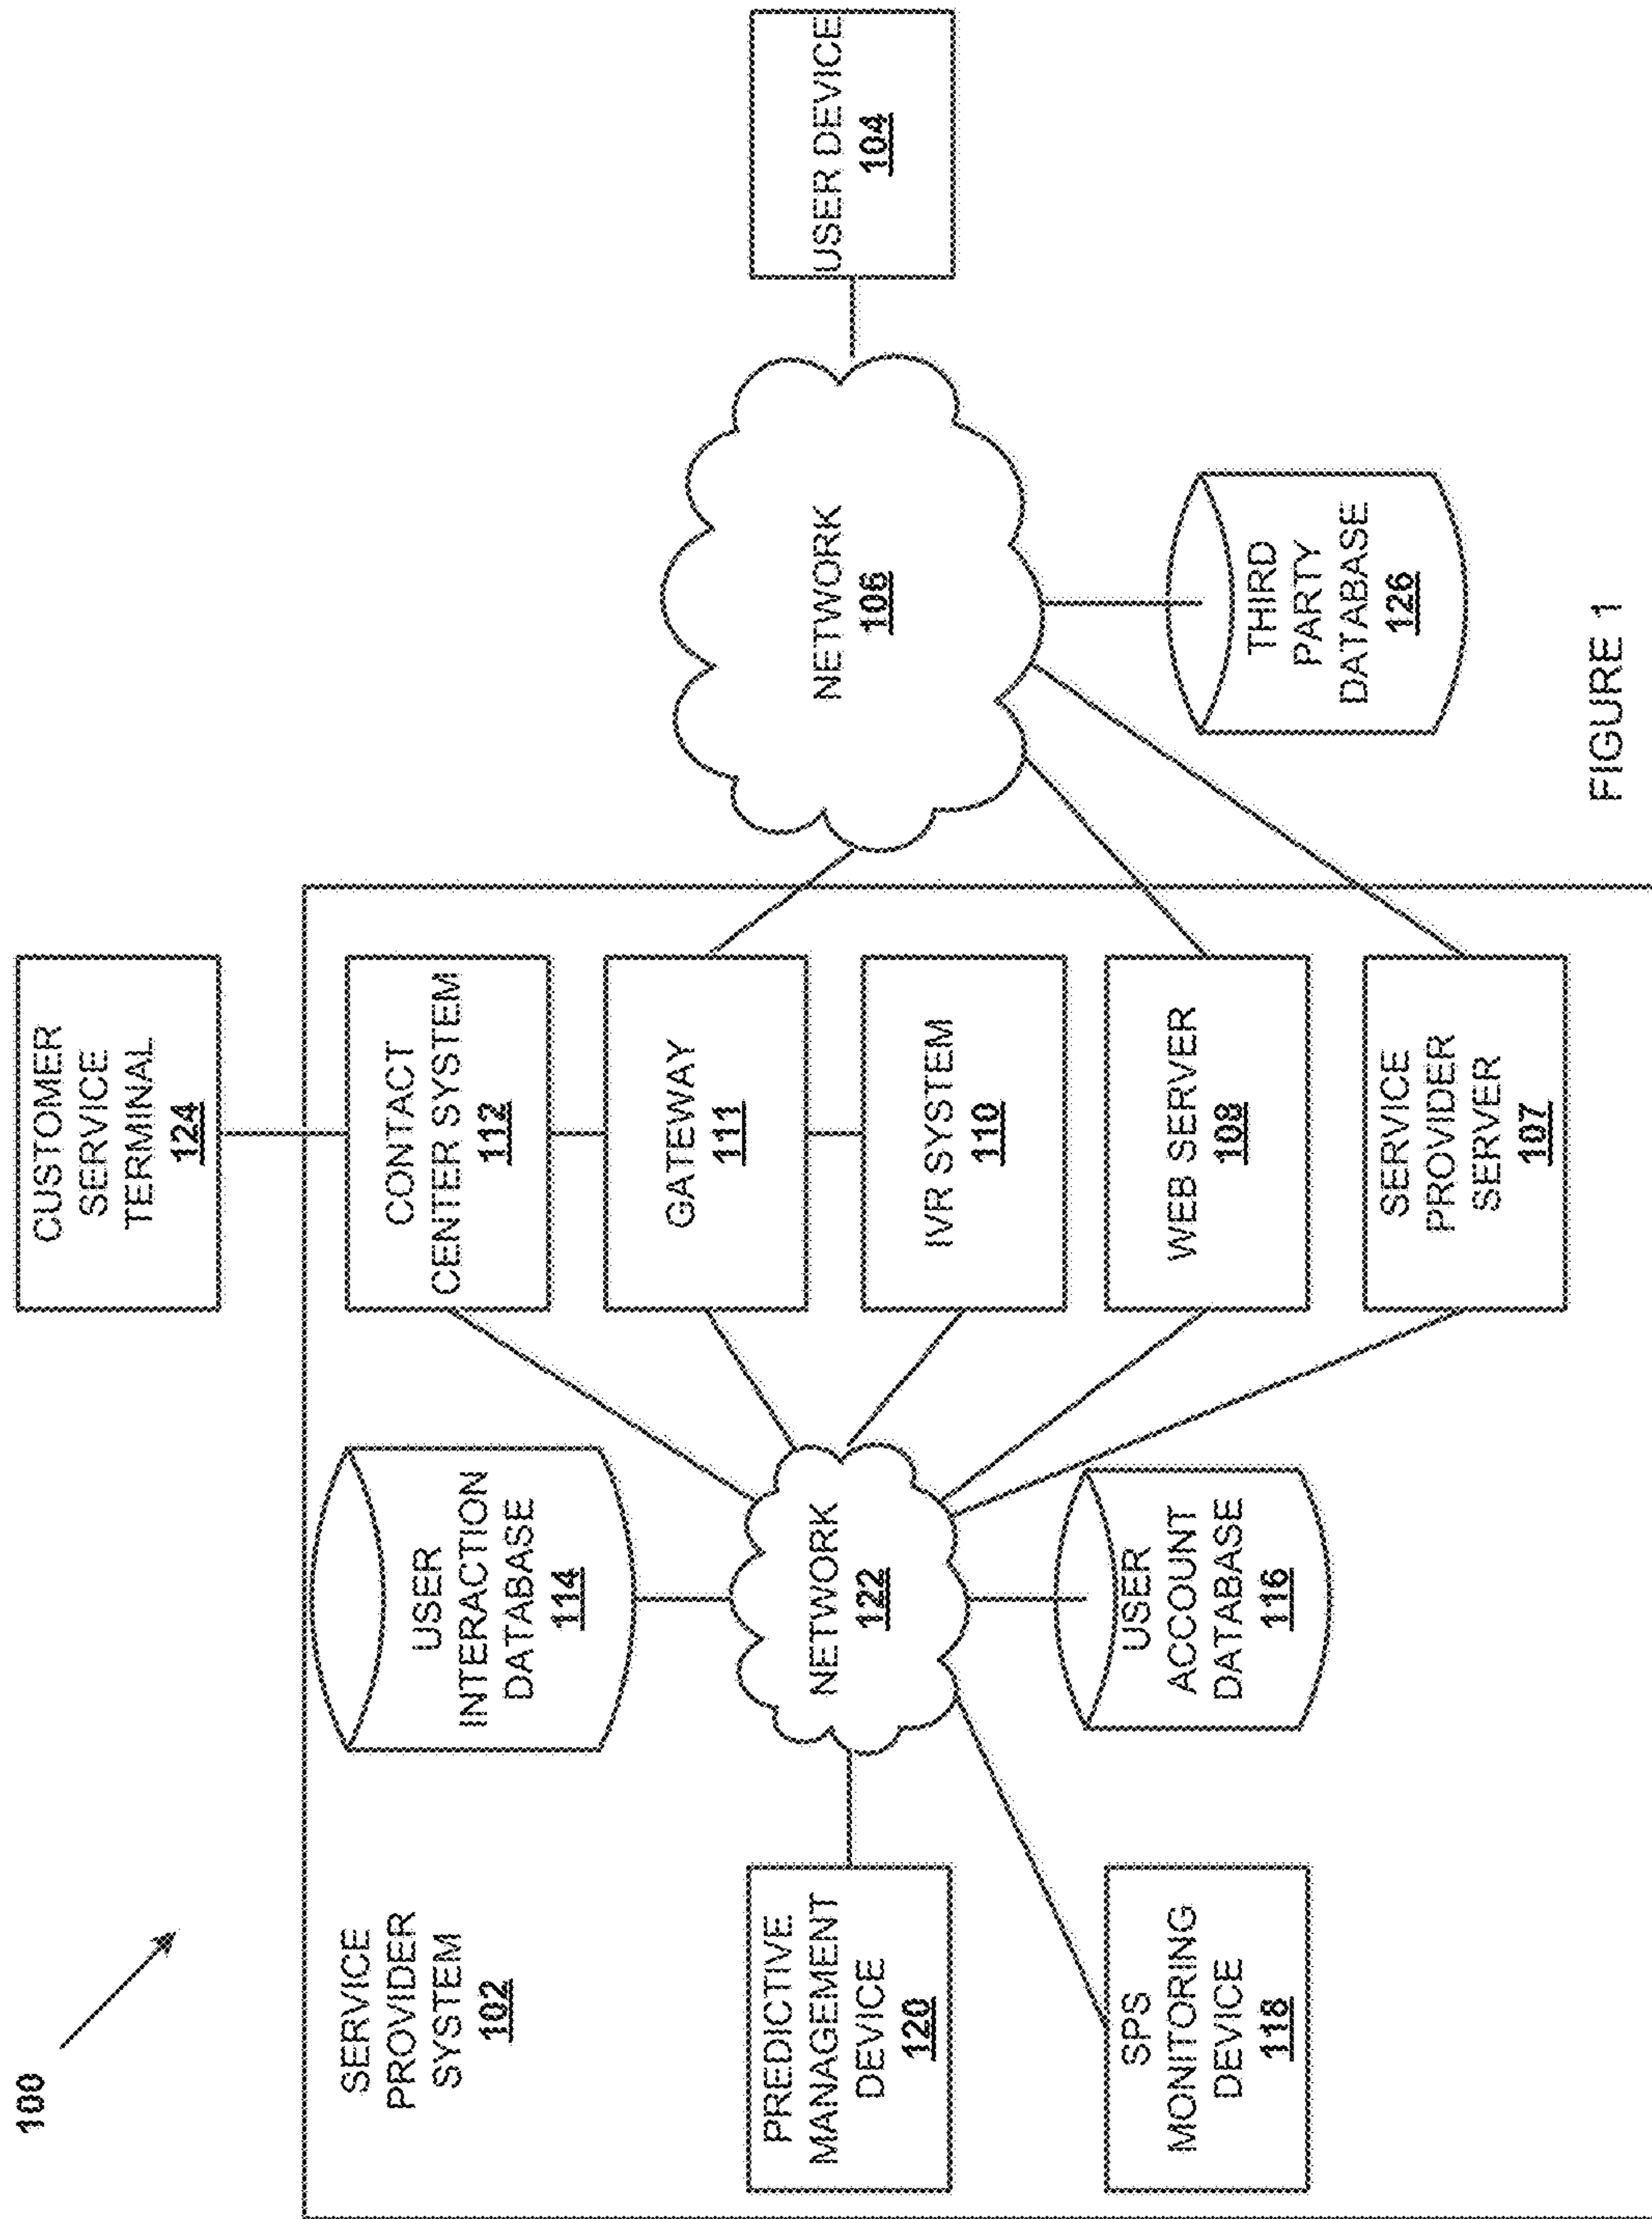 100
SERVICE
PROVIDER
SYSTEM
102
CUSTOMER
SERVICE
TERMINAL
124
USER
INTERACTION
DATABASE
114
CONTACT
CENTER SYSTEM
112
GATEWAY
111
IVR SYSTEM
110
WEB SERVER
108
SERVICE
PROVIDER
SERVER
107
PREDICTIVE
MANAGEMENT
DEVICE
120
NETWORK
122
NETWORK
106
USER DEVICE
104
SPS
MONITORING
DEVICE
118
USER
ACCOUNT
DATABASE
116
THIRD
PARTY
DATABASE
126
FIGURE 1